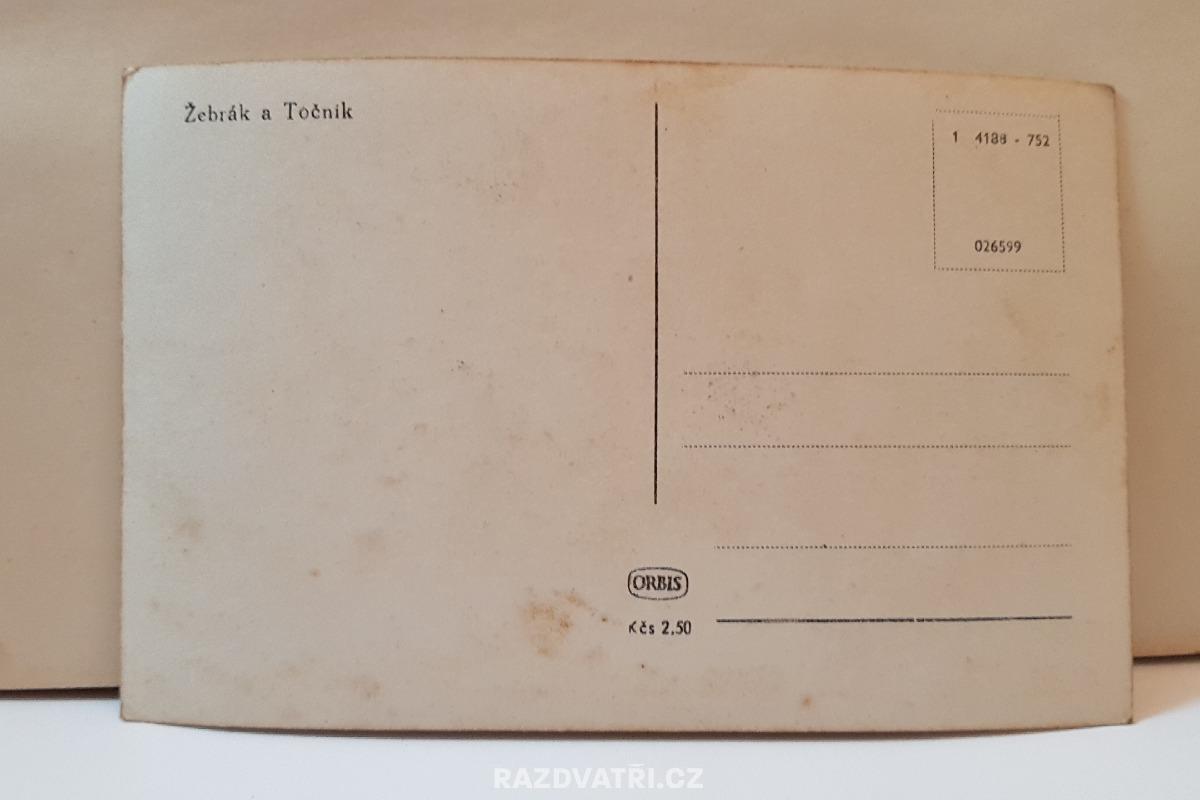 Žebrák a Točník
1 4188 - 752
026599
ORBIS
Kčs 2,50
RAZDVATŘI.CZ